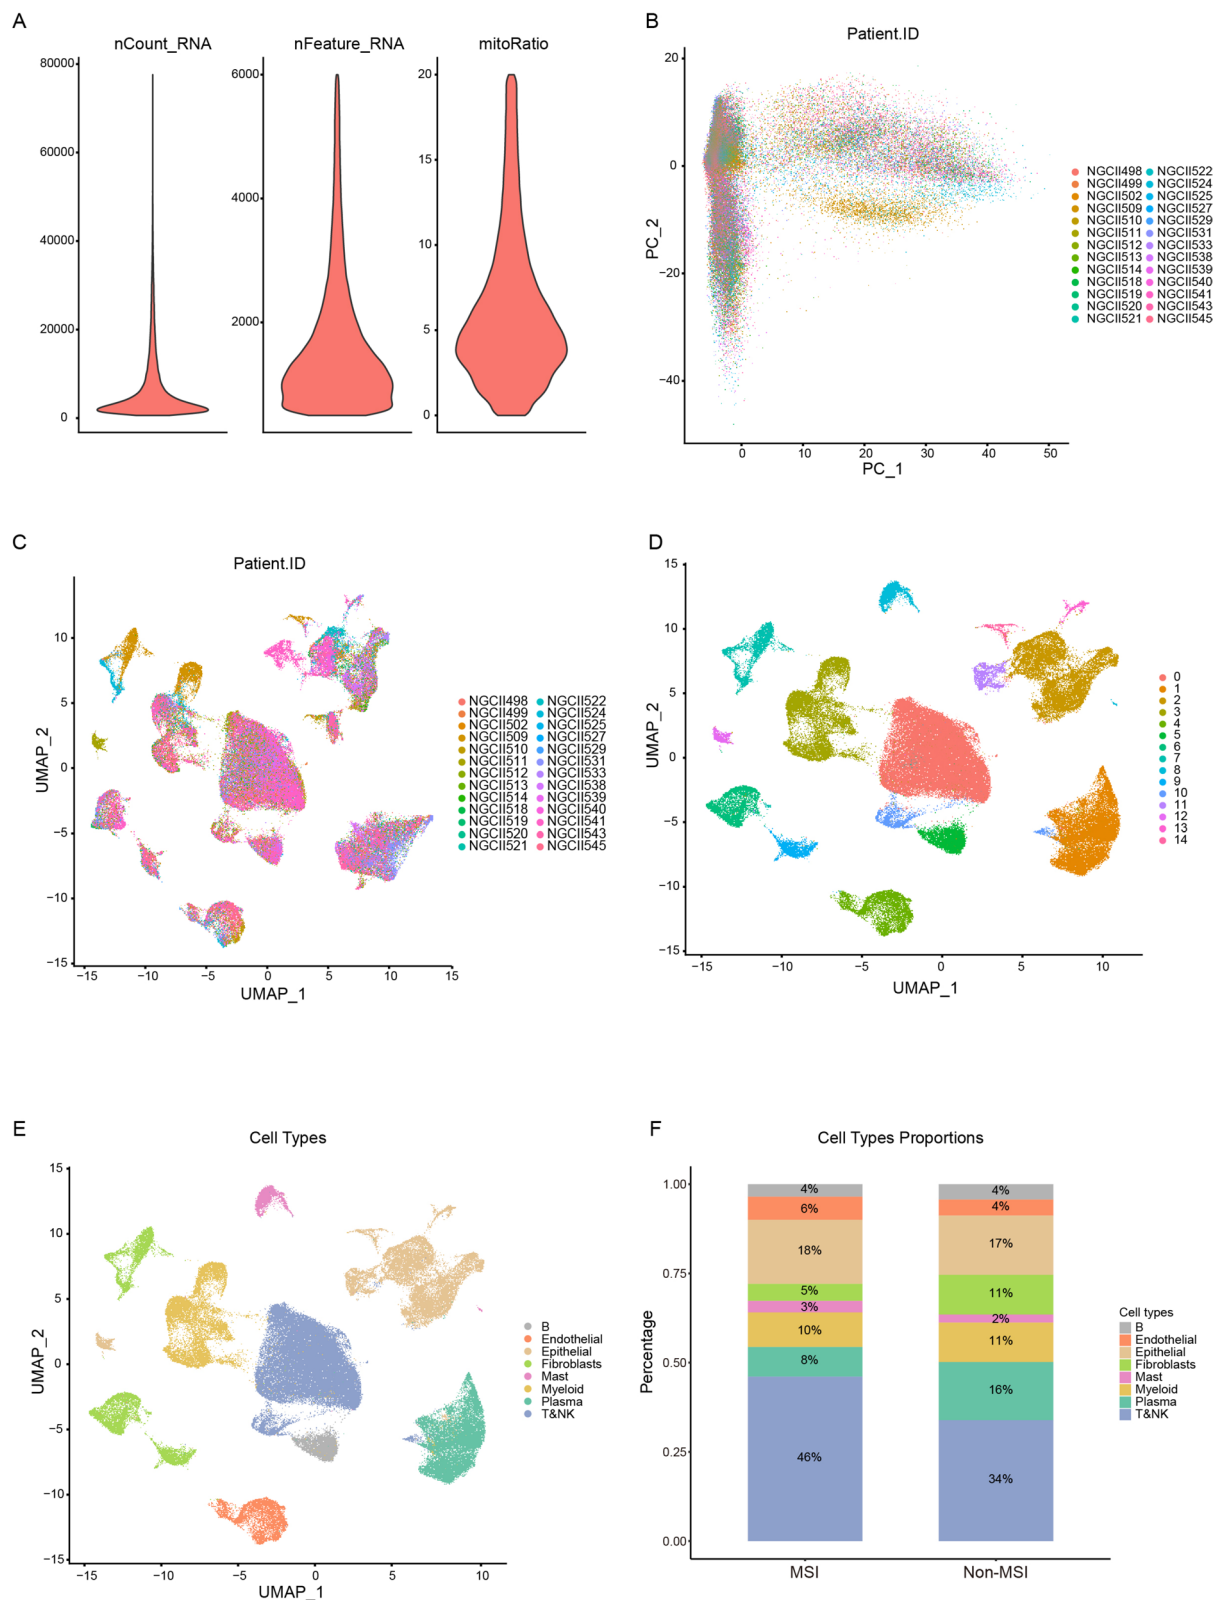 A
nCount_RNA
nFeature_RNA
mitoRatio
80000
60000
40000
20000
0
6000
4000
2000
20
15
10
5
0
B
Patient.ID
20
0
−20
−40
PC_2
0 10 20 30 40 50
PC_1
NGCII498 NGCII522
NGCII499 NGCII524
NGCII502 NGCII525
NGCII509 NGCII527
NGCII510 NGCII529
NGCII511 NGCII531
NGCII512 NGCII533
NGCII513 NGCII538
NGCII514 NGCII539
NGCII518 NGCII540
NGCII519 NGCII541
NGCII520 NGCII543
NGCII521 NGCII545
C
Patient.ID
10
5
0
−5
−10
−15
UMAP_2
−15 −10 −5 0 5 10 15
UMAP_1
NGCII498 NGCII522
NGCII499 NGCII524
NGCII502 NGCII525
NGCII509 NGCII527
NGCII510 NGCII529
NGCII511 NGCII531
NGCII512 NGCII533
NGCII513 NGCII538
NGCII514 NGCII539
NGCII518 NGCII540
NGCII519 NGCII541
NGCII520 NGCII543
NGCII521 NGCII545
D
15
10
5
0
−5
−10
−15
UMAP_2
−15 −10 −5 0 5 10
UMAP_1
0
1
2
3
4
5
6
7
8
9
10
11
12
13
14
E
Cell Types
15
10
5
0
−5
−10
−15
UMAP_2
−15 −10 −5 0 5 10
UMAP_1
B
Endothelial
Epithelial
Fibroblasts
Mast
Myeloid
Plasma
T&NK
F
Cell Types Proportions
1.00
0.75
0.50
0.25
0.00
Percentage
4%
6%
18%
5%
3%
10%
8%
46%
4%
4%
17%
11%
2%
11%
16%
34%
MSI Non-MSI
Cell types
B
Endothelial
Epithelial
Fibroblasts
Mast
Myeloid
Plasma
T&NK